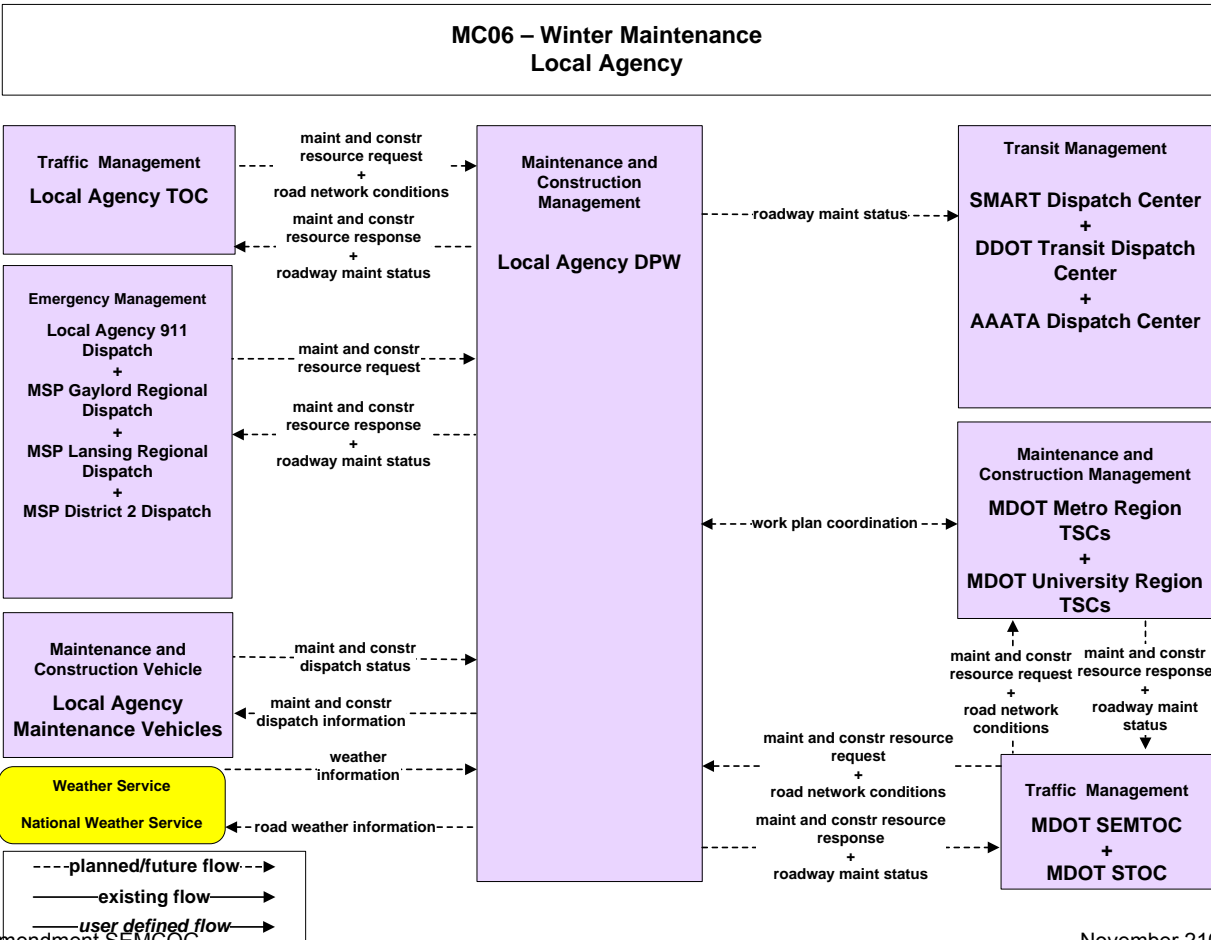 MC06 – Winter Maintenance
Local Agency
Traffic Management
Local Agency TOC
maint and constr
resource request
+
road network conditions
maint and constr
resource response
+
roadway maint status
Maintenance and
Construction
Management
Local Agency DPW
roadway maint status
Transit Management
SMART Dispatch Center
+
DDOT Transit Dispatch
Center
+
AAATA Dispatch Center
Emergency Management
Local Agency 911
Dispatch
+
MSP Gaylord Regional
Dispatch
+
MSP Lansing Regional
Dispatch
+
MSP District 2 Dispatch
maint and constr
resource request
maint and constr
resource response
+
roadway maint status
work plan coordination
Maintenance and
Construction Management
MDOT Metro Region
TSCs
+
MDOT University Region
TSCs
Maintenance and
Construction Vehicle
Local Agency
Maintenance Vehicles
maint and constr
dispatch status
maint and constr
dispatch information
maint and constr
resource request
+
road network
conditions
maint and constr
resource response
+
roadway maint
status
Weather Service
National Weather Service
weather
information
road weather information
maint and constr resource
request
+
road network conditions
maint and constr resource
response
+
roadway maint status
Traffic Management
MDOT SEMTOC
+
MDOT STOC
planned/future flow
existing flow
user defined flow
SEMCOG
November